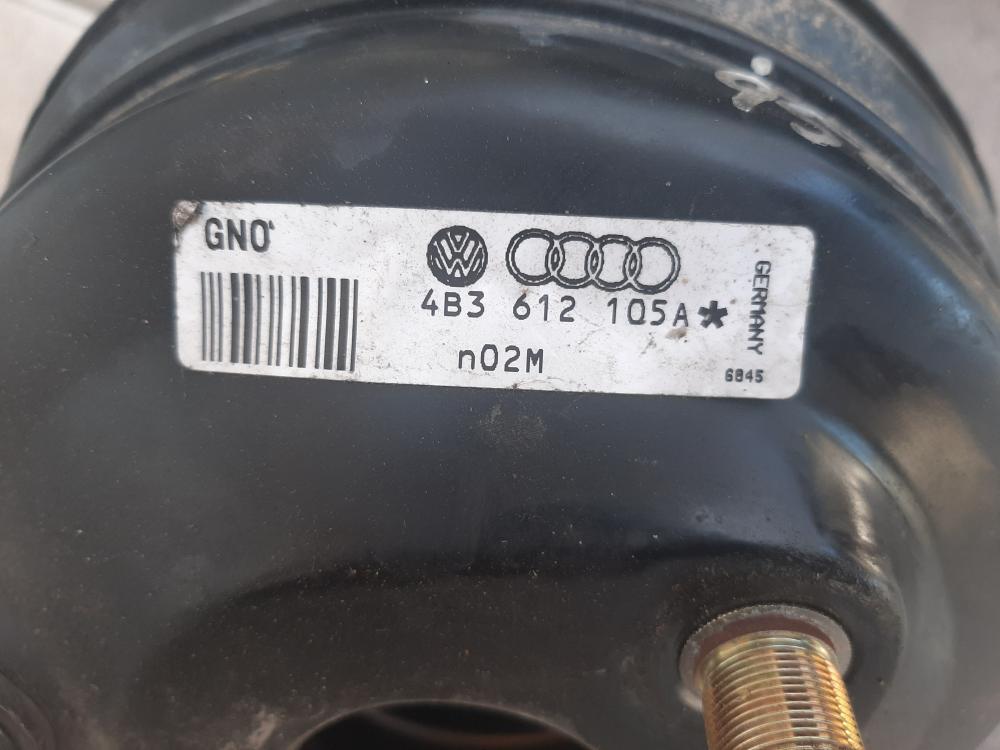 GNO
4B3 612 105A*
n02M
GERMANY
6845